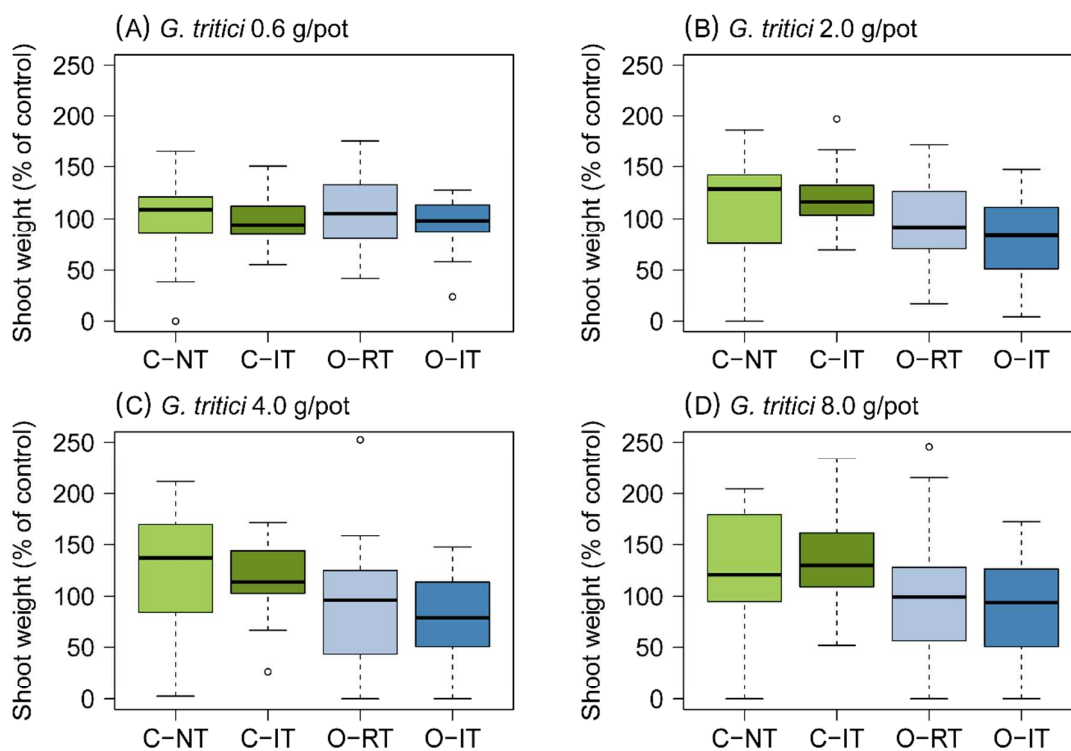 (A) G. tritici 0.6 g/pot
Shoot weight (% of control)
250
200
150
100
50
0
C-NT C-IT O-RT O-IT
(B) G. tritici 2.0 g/pot
Shoot weight (% of control)
250
200
150
100
50
0
C-NT C-IT O-RT O-IT
(C) G. tritici 4.0 g/pot
Shoot weight (% of control)
250
200
150
100
50
0
C-NT C-IT O-RT O-IT
(D) G. tritici 8.0 g/pot
Shoot weight (% of control)
250
200
150
100
50
0
C-NT C-IT O-RT O-IT